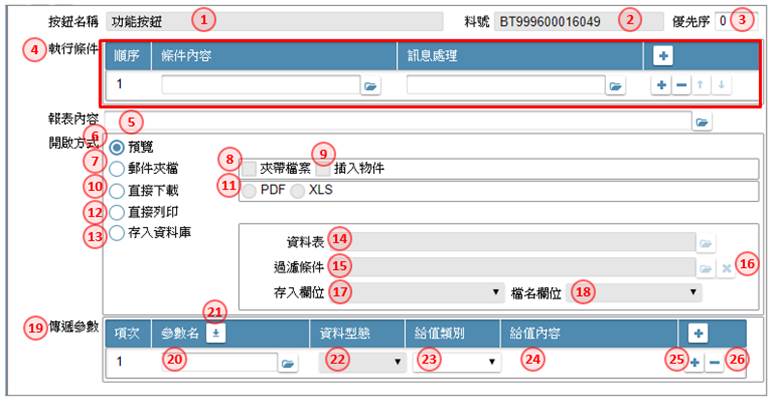 按鈕名稱 功能按鈕 1 料號 BT999600016049 2 優先序 0 3
4 執行條件 順序 條件內容 訊息處理
1
報表內容 5
開啟方式 6 預覽
7 郵件夾檔 8 夾帶檔案 9 插入物件
10 直接下載 11 PDF XLS
12 直接列印
13 存入資料庫
資料表 14
過濾條件 15 16
存入欄位 17 檔名欄位 18
19 傳遞參數 項次 參數名 21 資料型態 給值類別 給值內容
1 20 22 23 24 25 26